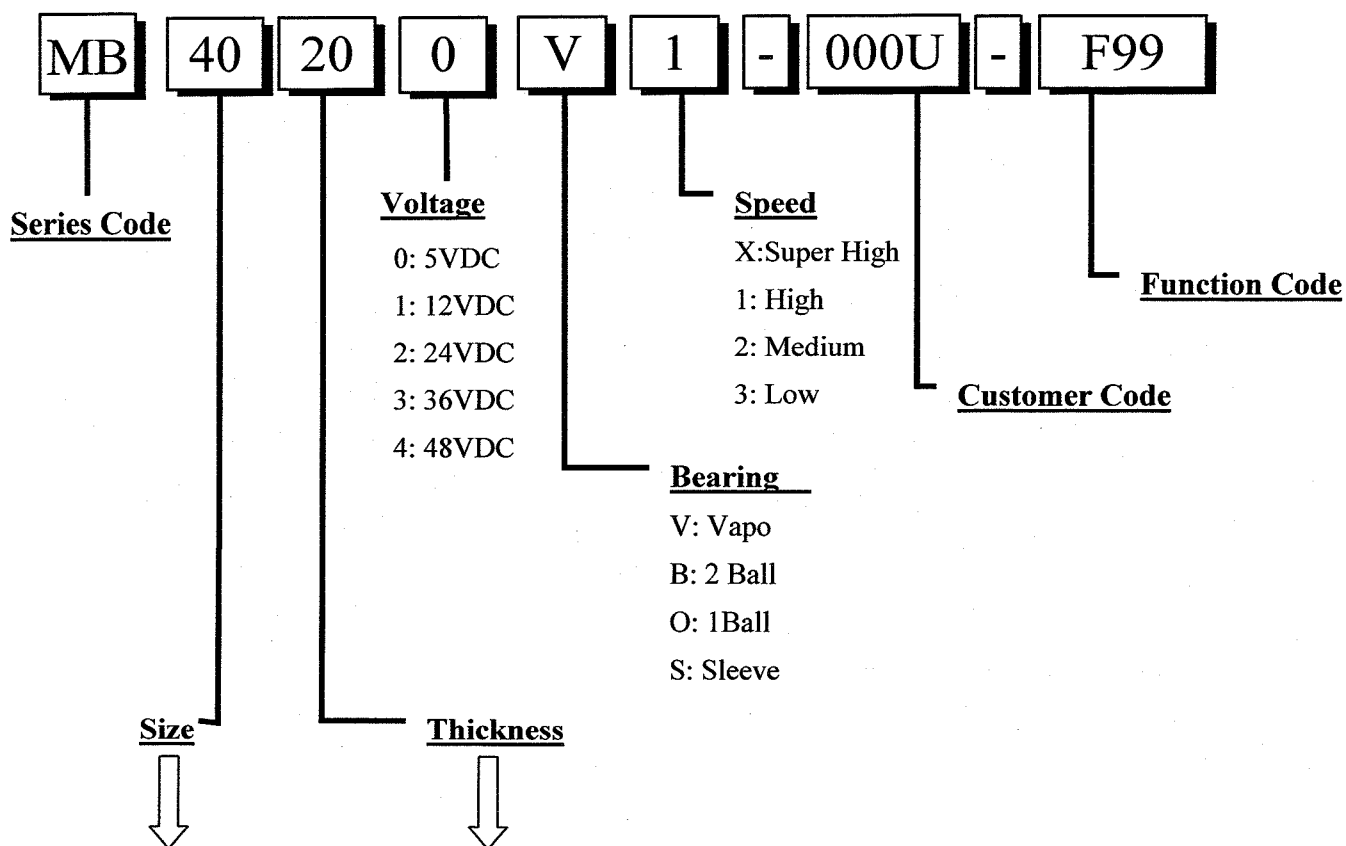 MB 40 20 0 V 1 - 000U - F99
Series Code
Voltage
0: 5VDC
1: 12VDC
2: 24VDC
3: 36VDC
4: 48VDC
Speed
X:Super High
1: High
2: Medium
3: Low
Function Code
Customer Code
Bearing
V: Vapo
B: 2 Ball
O: 1Ball
S: Sleeve
Size
Thickness